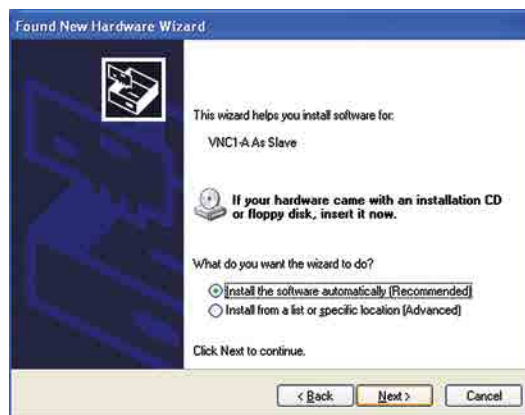 Found New Hardware Wizard
This wizard helps you install software for:
VNC1-A As Slave
If your hardware came with an installation CD
or floppy disk, insert it now.
What do you want the wizard to do?
Install the software automatically (Recommended)
Install from a list or specific location (Advanced)
Click Next to continue.
< Back
Next >
Cancel